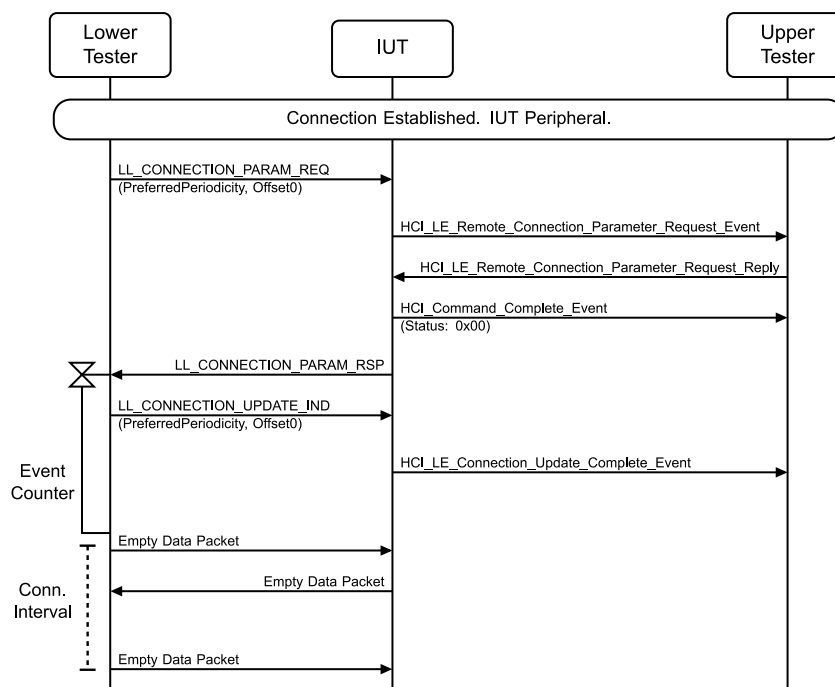 Lower
Tester
IUT
Upper
Tester
Connection Established. IUT Peripheral.
LL_CONNECTION_PARAM_REQ
(PreferredPeriodicity, Offset0)
HCI_LE_Remote_Connection_Parameter_Request_Event
HCI_LE_Remote_Connection_Parameter_Request_Reply
HCI_Command_Complete_Event
(Status: 0x00)
LL_CONNECTION_PARAM_RSP
LL_CONNECTION_UPDATE_IND
(PreferredPeriodicity, Offset0)
HCI_LE_Connection_Update_Complete_Event
Event
Counter
Empty Data Packet
Empty Data Packet
Conn.
Interval
Empty Data Packet